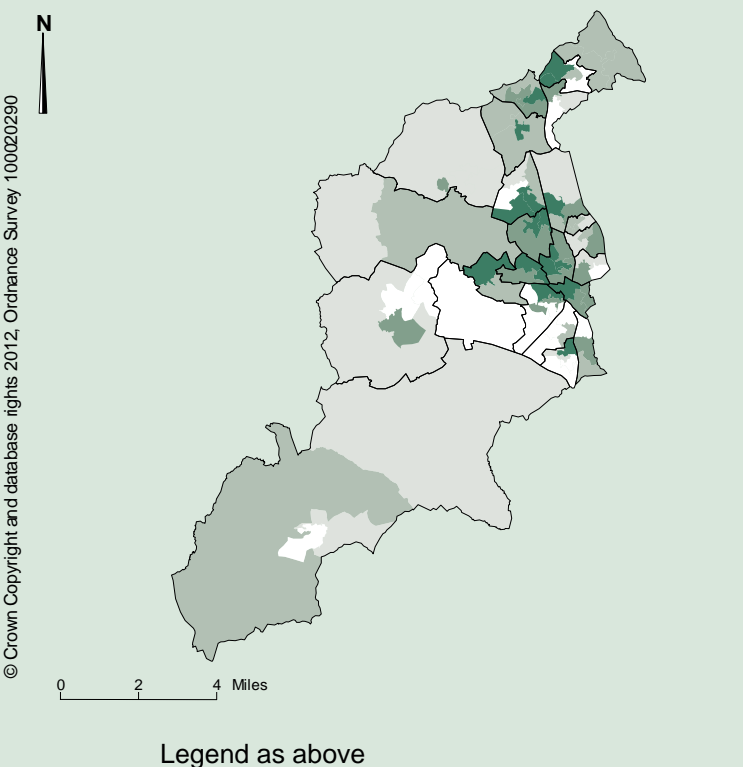 N
© Crown Copyright and database rights 2012, Ordnance Survey 100020290
0 2 4 Miles
Legend as above